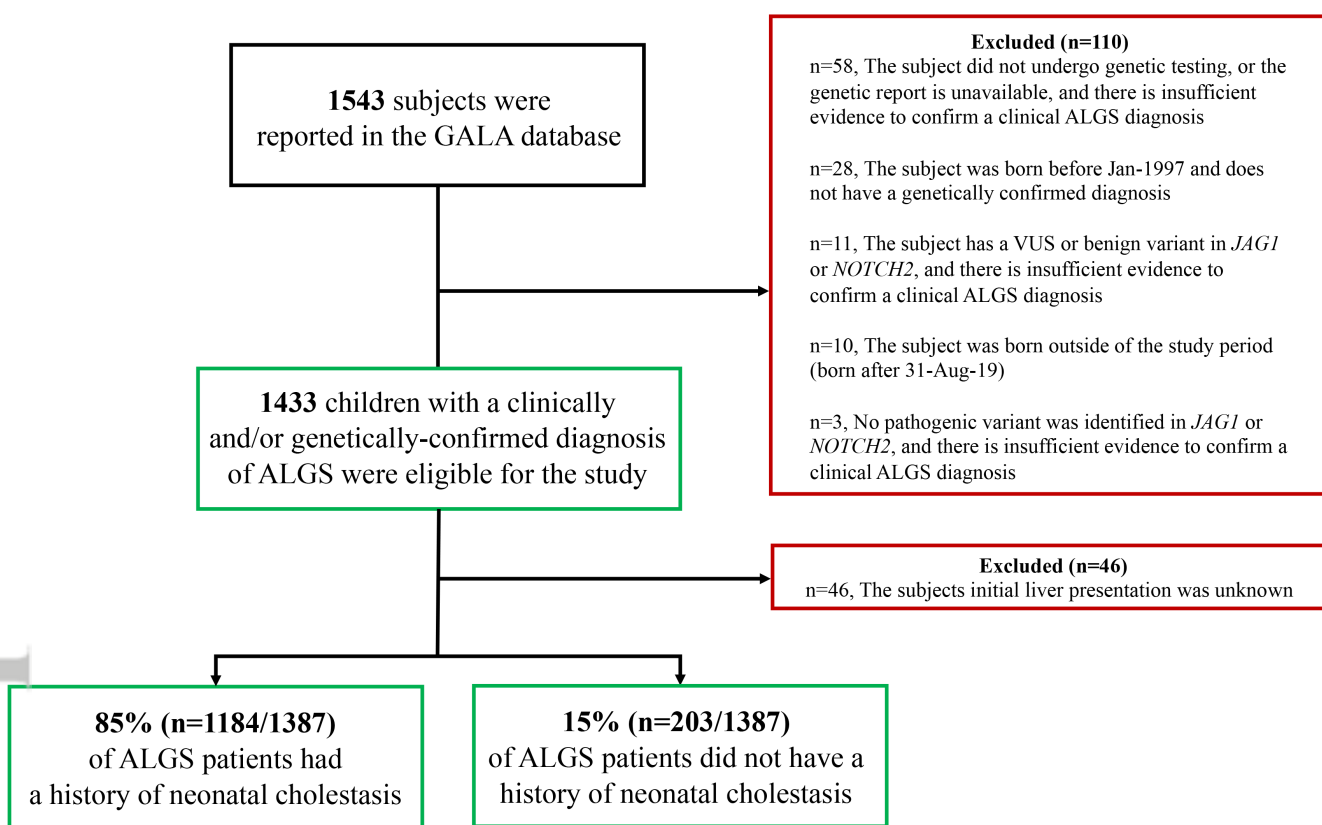 1543 subjects were
reported in the GALA database
Excluded (n=110)
n=58, The subject did not undergo genetic testing, or the
genetic report is unavailable, and there is insufficient
evidence to confirm a clinical ALGS diagnosis
n=28, The subject was born before Jan-1997 and does
not have a genetically confirmed diagnosis
n=11, The subject has a VUS or benign variant in JAG1
or NOTCH2, and there is insufficient evidence to
confirm a clinical ALGS diagnosis
n=10, The subject was born outside of the study period
(born after 31-Aug-19)
n=3, No pathogenic variant was identified in JAG1 or
NOTCH2, and there is insufficient evidence to confirm a
clinical ALGS diagnosis
1433 children with a clinically
and/or genetically-confirmed diagnosis
of ALGS were eligible for the study
Excluded (n=46)
n=46, The subjects initial liver presentation was unknown
85% (n=1184/1387)
of ALGS patients had
a history of neonatal cholestasis
15% (n=203/1387)
of ALGS patients did not have a
history of neonatal cholestasis